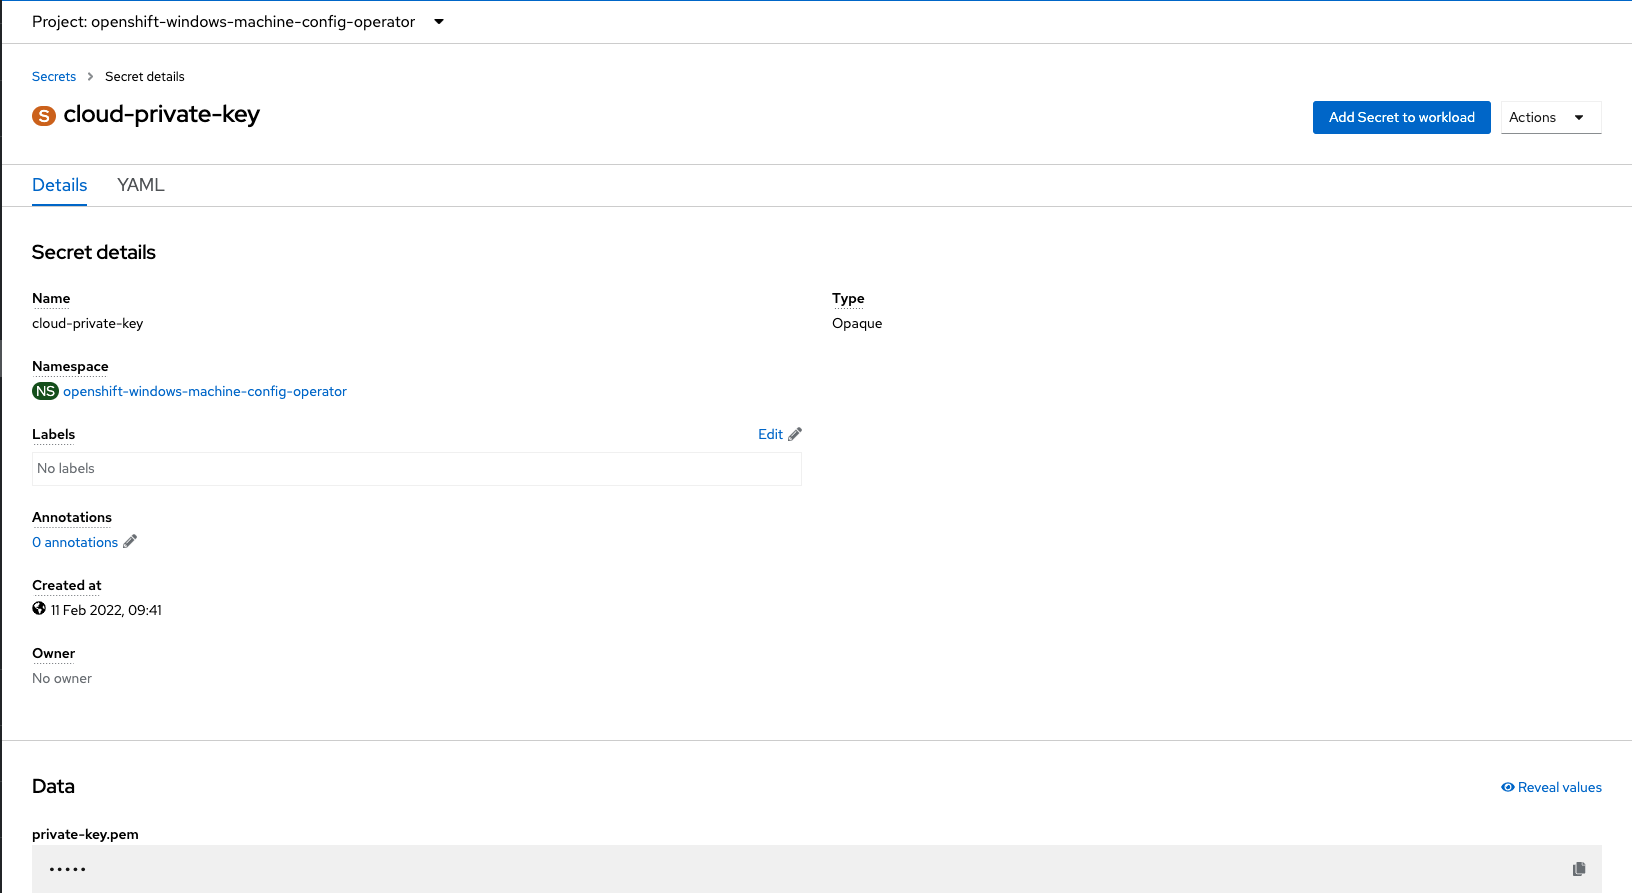 Project: openshift-windows-machine-config-operator
Secrets > Secret details
S cloud-private-key
Add Secret to workload
Actions
Details YAML
Secret details
Name
cloud-private-key
Type
Opaque
Namespace
NS openshift-windows-machine-config-operator
Labels
Edit
No labels
Annotations
0 annotations
Created at
11 Feb 2022, 09:41
Owner
No owner
Data
Reveal values
private-key.pem
•••••